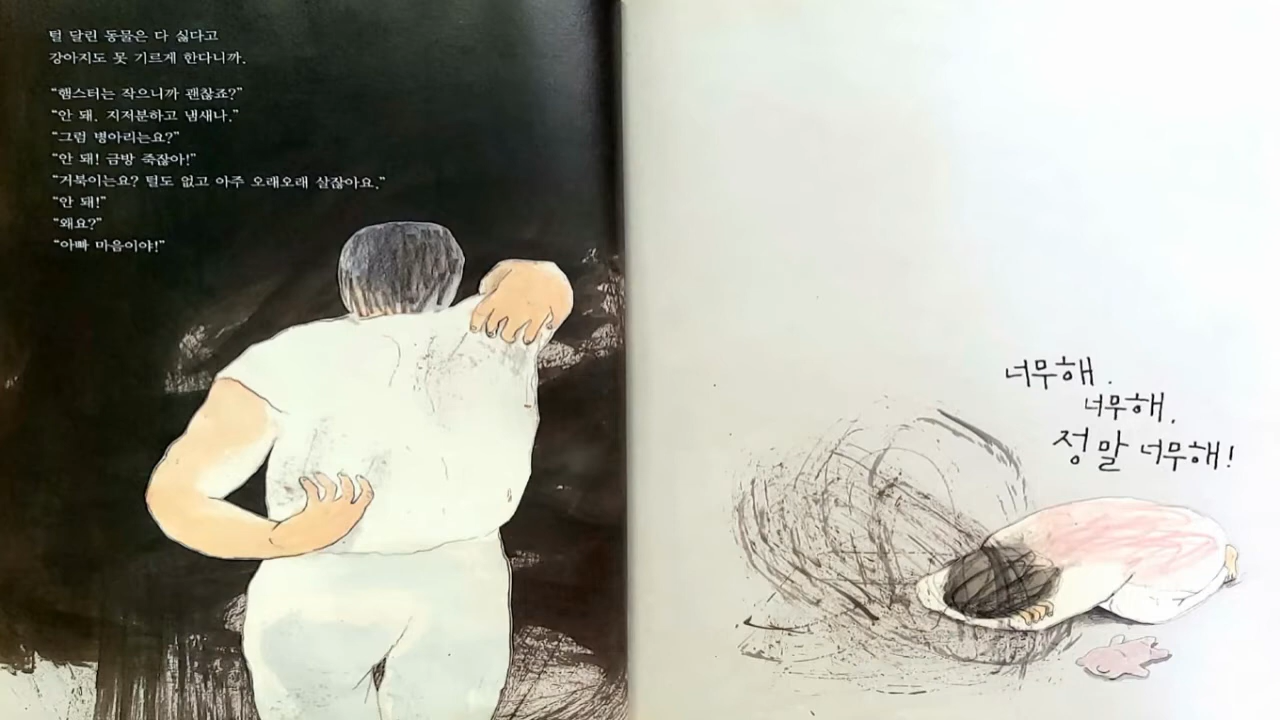 털 달린 동물은 다 싫다고
강아지도 못 기르게 한다니까.
“햄스터는 작으니까 괜찮죠?”
“안 돼. 지저분하고 냄새나.”
“그럼 병아리는요?”
“안 돼! 금방 죽잖아!”
“거북이는요? 털도 없고 아주 오래오래 살잖아요.”
“안 돼!”
“왜요?”
“아빠 마음이야!”
너무해.
너무해.
정말 너무해!